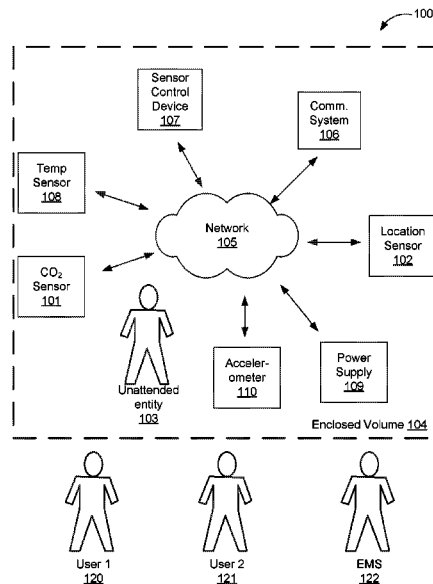 100
Sensor
Control
Device
107
Comm.
System
106
Temp
Sensor
108
Network
105
Location
Sensor
102
CO₂
Sensor
101
Unattended
entity
103
Acceler-
ometer
110
Power
Supply
109
Enclosed Volume 104
User 1
120
User 2
121
EMS
122